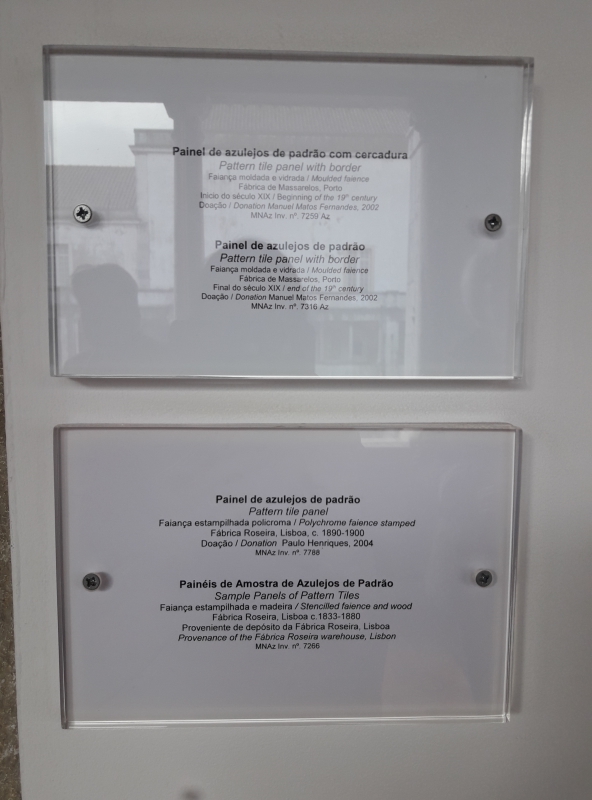 Painel de azulejos de padrão com cercadura
Pattern tile panel with border
Faiança moldada e vidrada / Moulded faience
Fábrica de Massarelos, Porto
Início do século XIX / Beginning of the 19th century
Doação / Donation Manuel Matos Fernandes, 2002
MNAz Inv. nº. 7259 Az
Painel de azulejos de padrão
Pattern tile panel with border
Faiança moldada e vidrada / Moulded faience
Fábrica de Massarelos, Porto
Final do século XIX / end of the 19th century
Doação / Donation Manuel Matos Fernandes, 2002
MNAz Inv. nº. 7316 Az
Painel de azulejos de padrão
Pattern tile panel
Faiança estampilhada policroma / Polychrome faience stamped
Fábrica Roseira, Lisboa, c. 1890-1900
Doação / Donation Paulo Henriques, 2004
MNAz Inv. nº. 7788
Painéis de Amostra de Azulejos de Padrão
Sample Panels of Pattern Tiles
Faiança estampilhada e madeira / Stencilled faience and wood
Fábrica Roseira, Lisboa c.1833-1880
Proveniente de depósito da Fábrica Roseira, Lisboa
Provenance of the Fábrica Roseira warehouse, Lisbon
MNAz Inv. nº. 7266